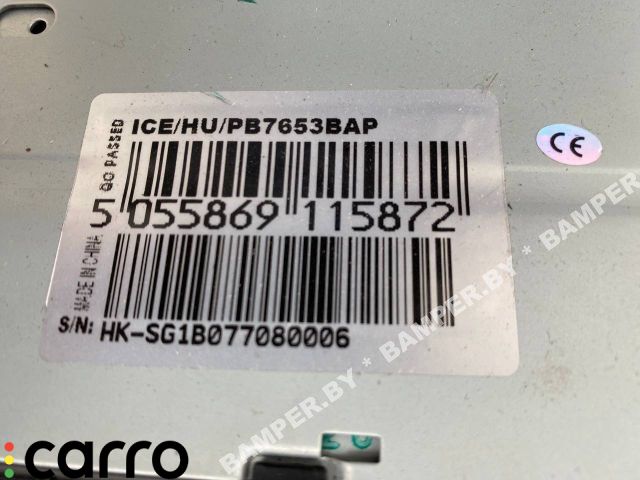 ICE/HU/PB7653BAP
QC PASSED
5 055869 115872
MADE IN CHINA
S/N: HK-SG1B077080006
CE
BAMPER.BY * BAMPER.BY * BAMPER.BY
carro